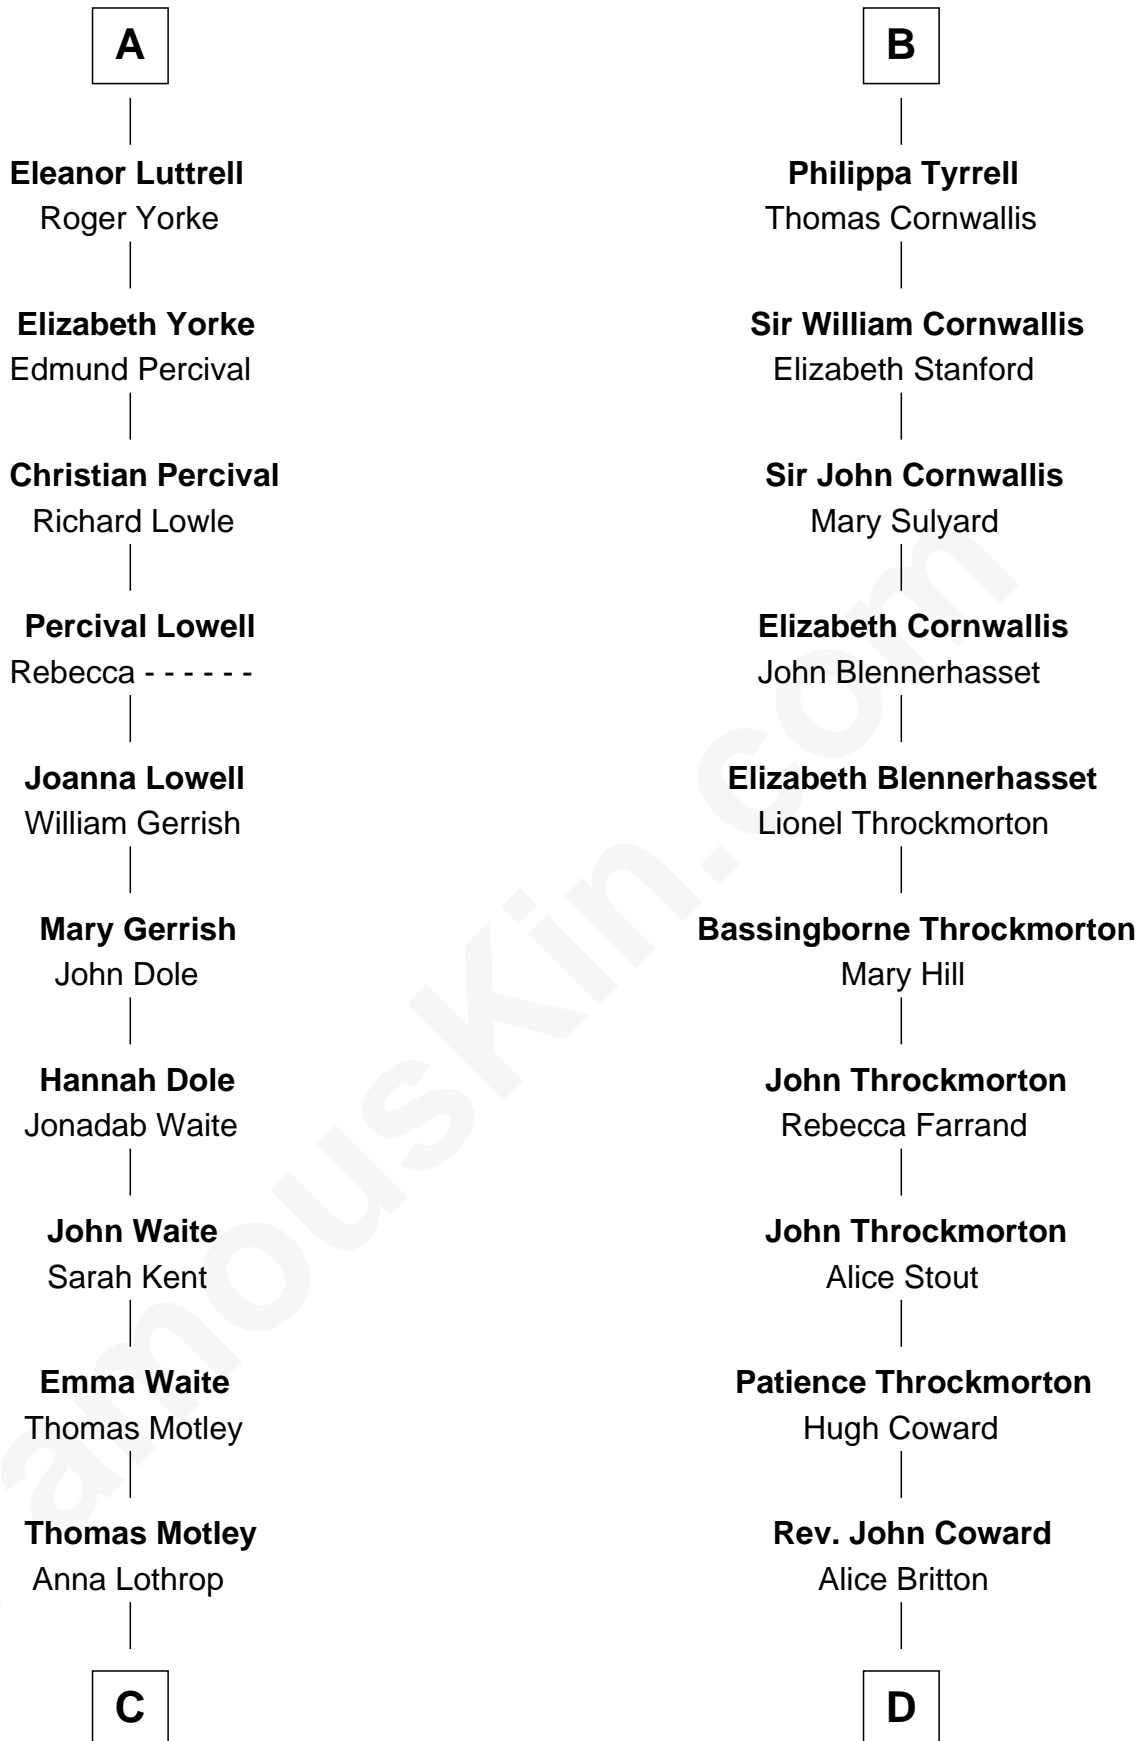 A
Eleanor Luttrell
Roger Yorke
Elizabeth Yorke
Edmund Percival
Christian Percival
Richard Lowle
Percival Lowell
Rebecca - - - - - -
Joanna Lowell
William Gerrish
Mary Gerrish
John Dole
Hannah Dole
Jonadab Waite
John Waite
Sarah Kent
Emma Waite
Thomas Motley
Thomas Motley
Anna Lothrop
C
B
Philippa Tyrrell
Thomas Cornwallis
Sir William Cornwallis
Elizabeth Stanford
Sir John Cornwallis
Mary Sulyard
Elizabeth Cornwallis
John Blennerhasset
Elizabeth Blennerhasset
Lionel Throckmorton
Bassingborne Throckmorton
Mary Hill
John Throckmorton
Rebecca Farrand
John Throckmorton
Alice Stout
Patience Throckmorton
Hugh Coward
Rev. John Coward
Alice Britton
D
amouskin.com